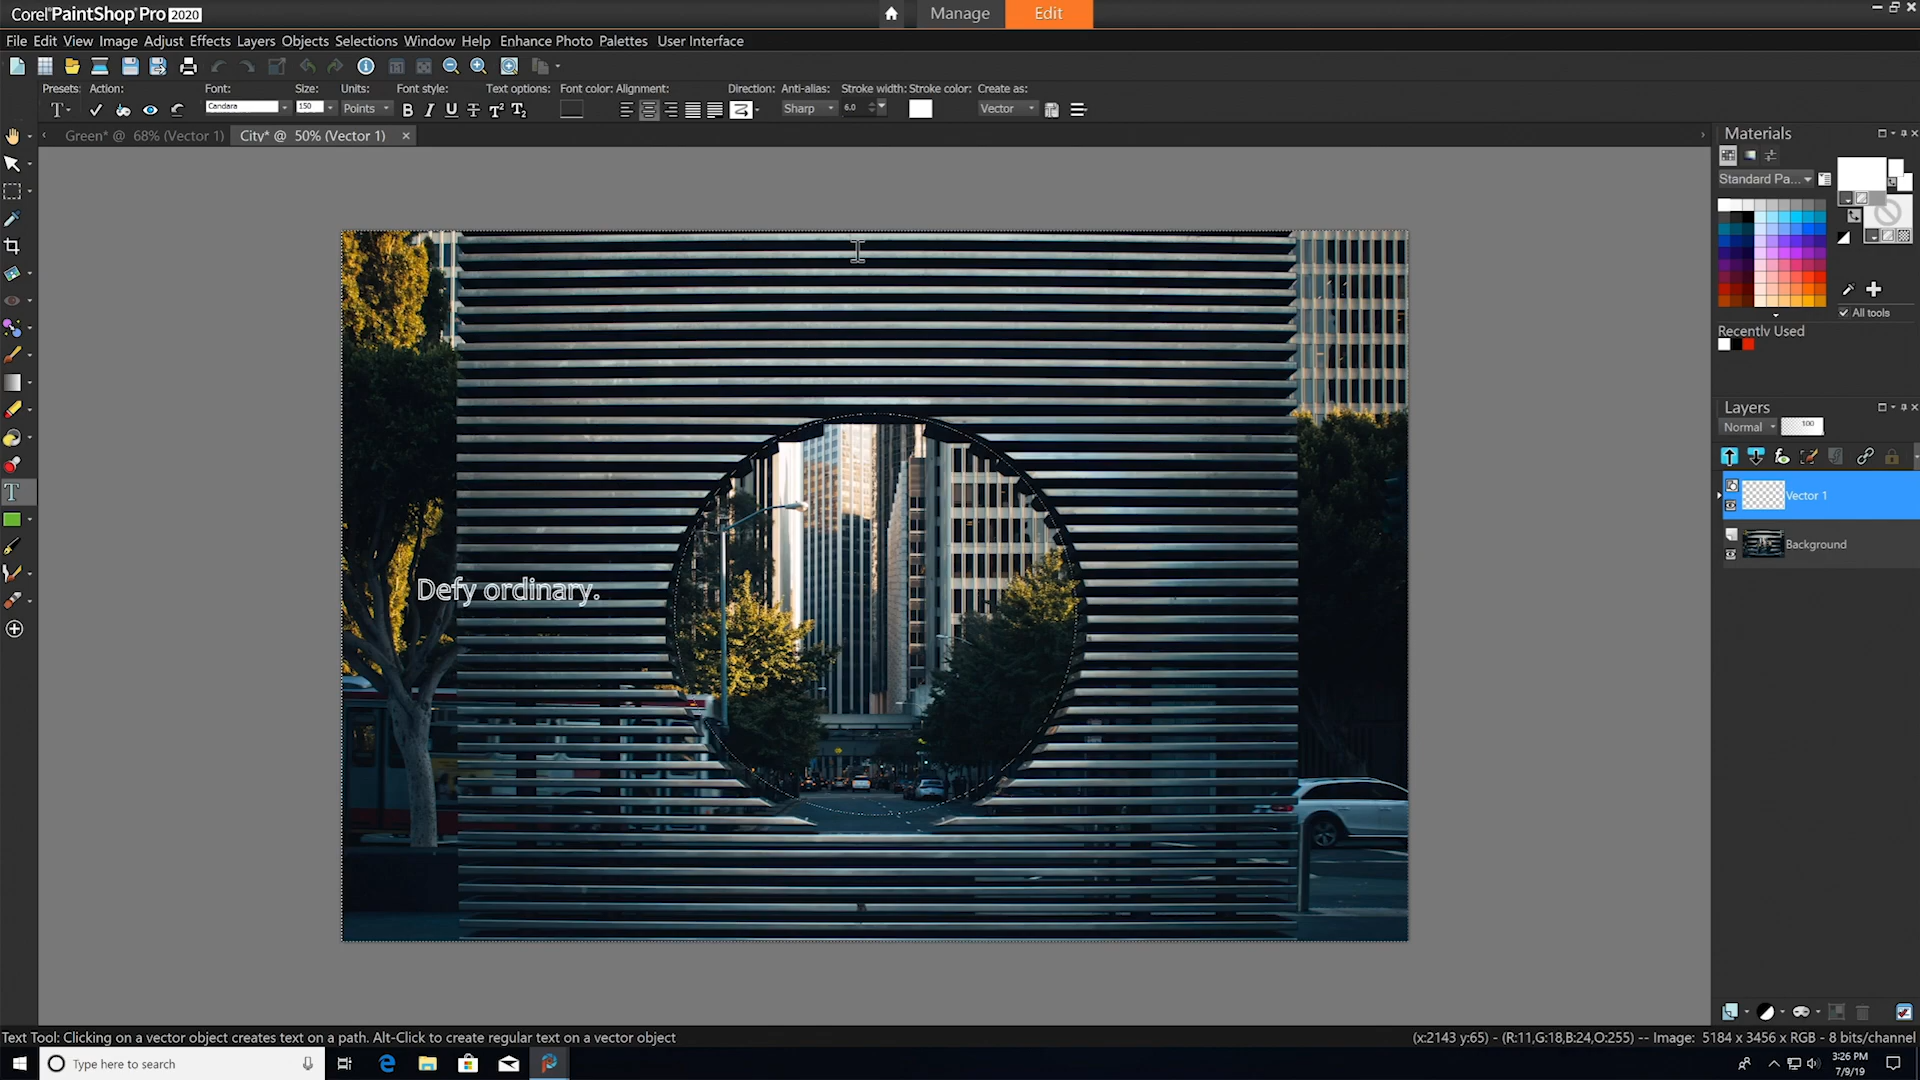 Corel PaintShop Pro 2020
Manage
Edit
File Edit View Image Adjust Effects Layers Objects Selections Window Help Enhance Photo Palettes User Interface
Presets: Action: Font: Size: Units: Font style: Text options: Font color: Alignment: Direction: Anti-alias: Stroke width: Stroke color: Create as:
Candara 150 Points Sharp 6.0 Vector
Green* @ 68% (Vector 1)
City* @ 50% (Vector 1)
Materials
Standard Pa...
All tools
Recently Used
Layers
Normal 100
Vector 1
Background
Defy ordinary.
Text Tool: Clicking on a vector object creates text on a path. Alt-Click to create regular text on a vector object
(x:2143 y:65) - (R:11,G:18,B:24,O:255) -- Image: 5184 x 3456 x RGB - 8 bits/channel
Type here to search
3:26 PM
7/9/19